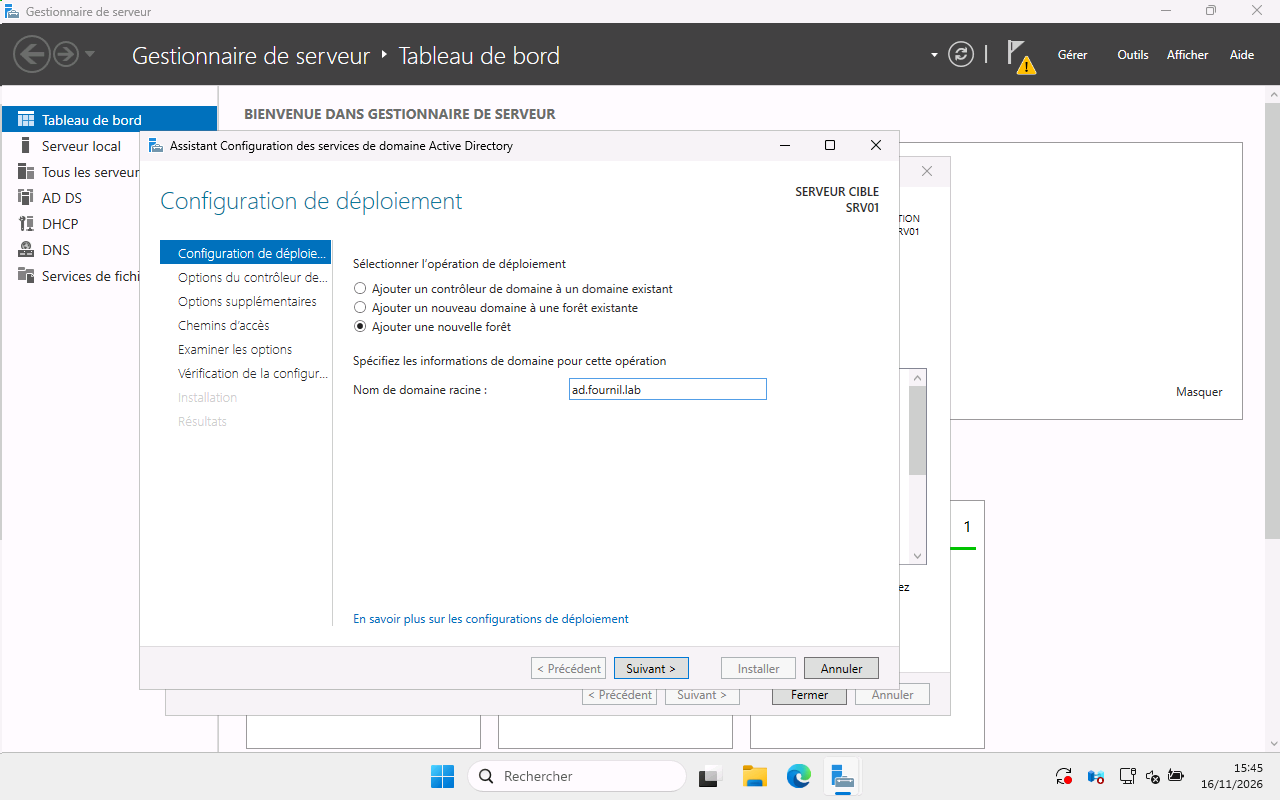 Gestionnaire de serveur
Gestionnaire de serveur ‣ Tableau de bord
Gérer
Outils
Afficher
Aide
Tableau de bord
Serveur local
Tous les serveur
AD DS
DHCP
DNS
Services de fichi
BIENVENUE DANS GESTIONNAIRE DE SERVEUR
Assistant Configuration des services de domaine Active Directory
Configuration de déploiement
SERVEUR CIBLE
SRV01
Configuration de déploie...
Options du contrôleur de...
Options supplémentaires
Chemins d'accès
Examiner les options
Vérification de la configur...
Installation
Résultats
Sélectionner l'opération de déploiement
Ajouter un contrôleur de domaine à un domaine existant
Ajouter un nouveau domaine à une forêt existante
Ajouter une nouvelle forêt
Spécifiez les informations de domaine pour cette opération
Nom de domaine racine :
ad.fournil.lab
En savoir plus sur les configurations de déploiement
< Précédent
Suivant >
Installer
Annuler
TION
RV01
ez
Masquer
1
< Précédent
Suivant >
Fermer
Annuler
Rechercher
15:45
16/11/2026